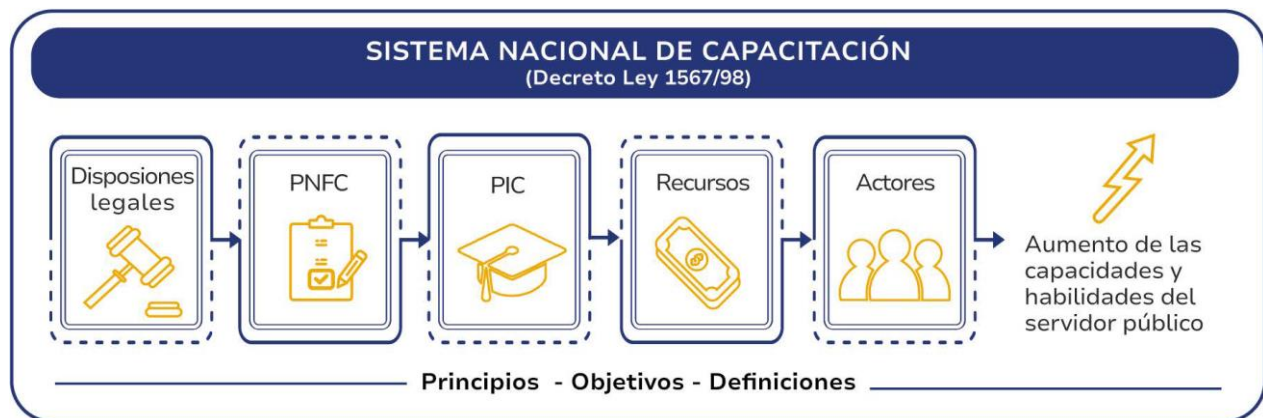 SISTEMA NACIONAL DE CAPACITACIÓN
(Decreto Ley 1567/98)
Disposiones
legales
PNFC
PIC
Recursos
Actores
Aumento de las
capacidades y
habilidades del
servidor público
Principios - Objetivos - Definiciones